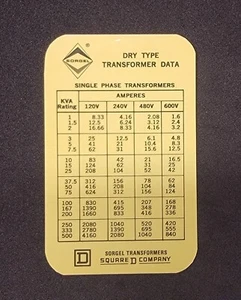 SORGEL
DRY TYPE
TRANSFORMER DATA
SINGLE PHASE TRANSFORMERS
KVA Rating
AMPERES
120V 240V 480V 600V
1 8.33 4.16 2.08 1.6
1.5 12.5 6.24 3.12 2.4
2 16.66 8.33 4.16 3.2
3 25 12.5 6.1 4.8
5 41 21 10.4 8.3
7.5 62 31 15.6 12.5
10 83 42 21 16.5
15 124 62 31 25
25 208 104 52 42
37.5 312 156 78 62
50 416 208 104 84
75 624 312 156 124
100 830 415 207 168
167 1390 695 348 278
200 1660 833 416 336
250 2080 1040 520 420
333 2780 1390 695 555
500 4160 2080 1040 840
SORGEL TRANSFORMERS
D SQUARE D COMPANY